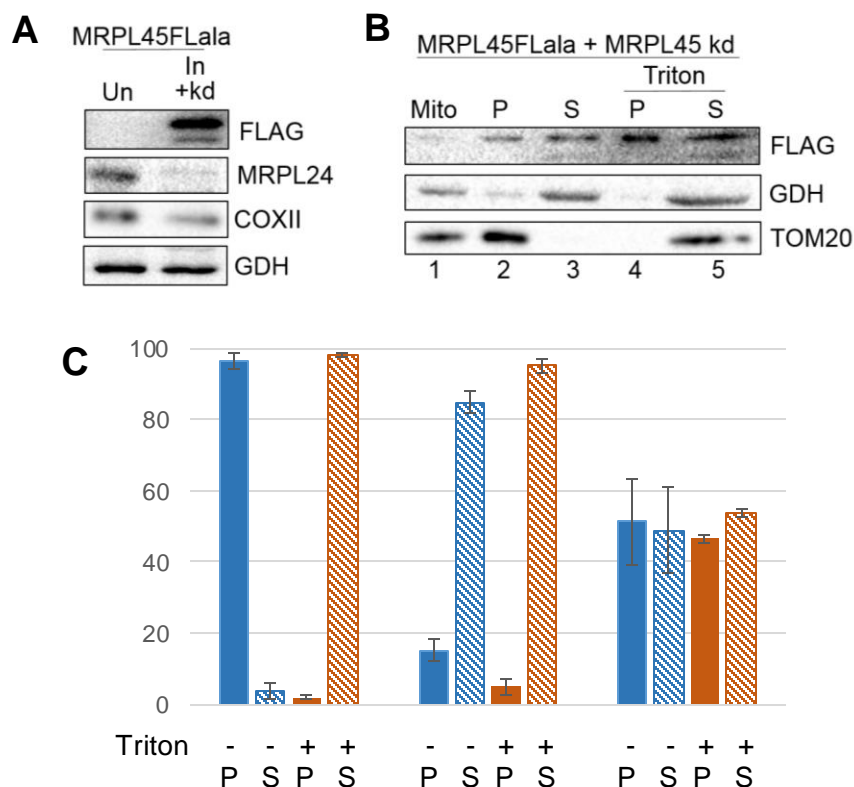 A
MRPL45FLala
Un
In
+kd
FLAG
MRPL24
COXII
GDH
B
MRPL45FLala + MRPL45 kd
Triton
Mito P S P S
FLAG
GDH
TOM20
1 2 3 4 5
C
100
80
60
40
20
0
Triton - - + + - - + + - - + +
P S P S P S P S P S P S